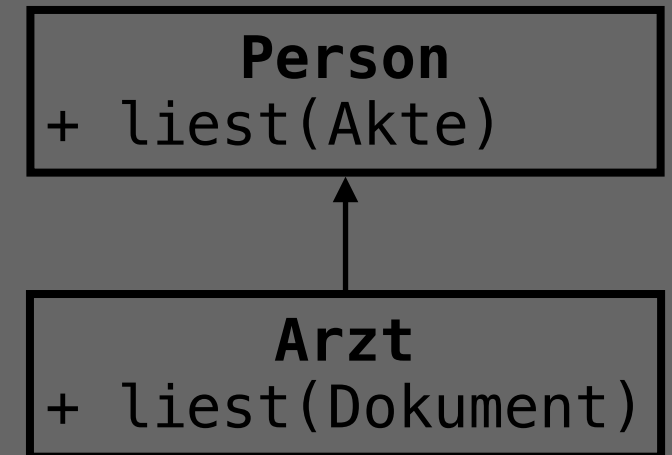 Person
+ liest(Akte)
Arzt
+ liest(Dokument)